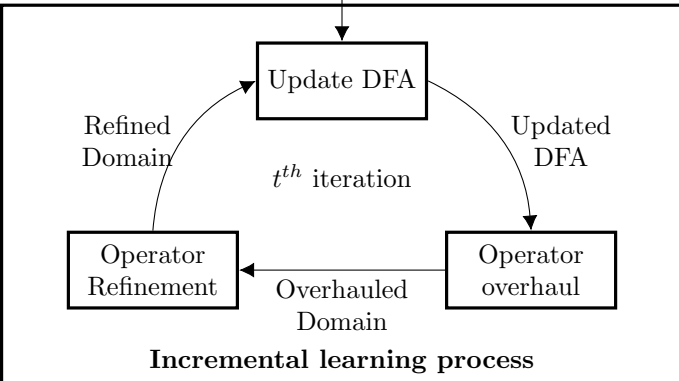 Update DFA
Refined
Domain
Updated
DFA
t^{th} iteration
Operator
Refinement
Operator
overhaul
Overhauled
Domain
Incremental learning process